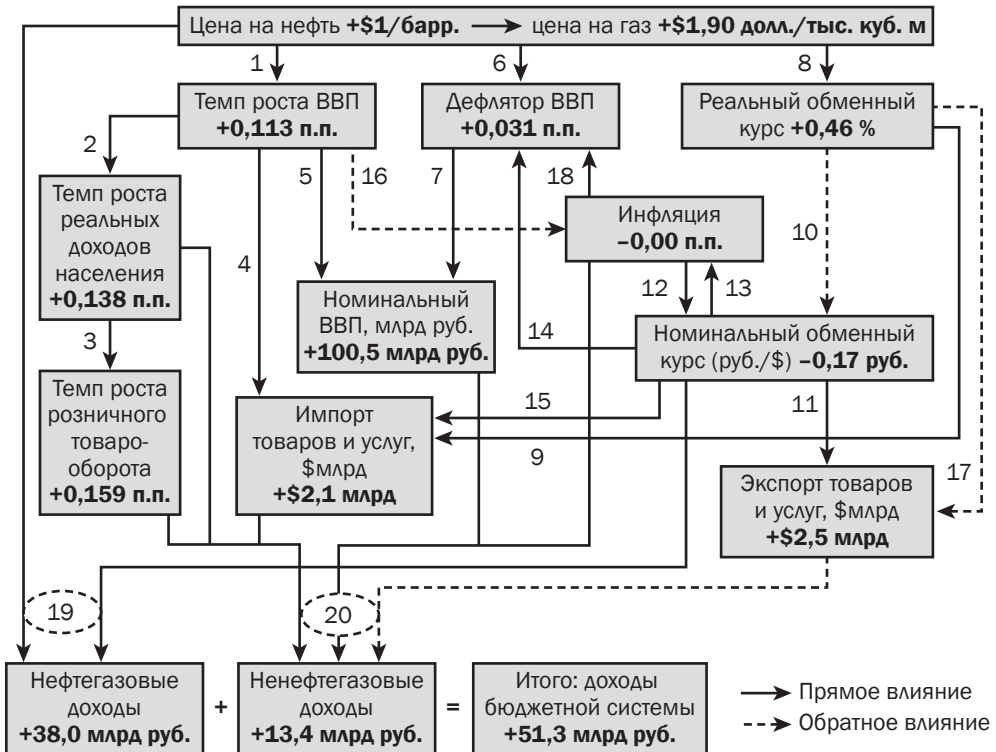 Цена на нефть +$1/барр. цена на газ +$1,90 долл./тыс. куб. м
1
6
8
Темп роста ВВП
+0,113 п.п.
Дефлятор ВВП
+0,031 п.п.
Реальный обменный
курс +0,46 %
2
5
16
7
18
Темп роста
реальных
доходов
населения
+0,138 п.п.
Инфляция
–0,00 п.п.
10
4
12
13
Номинальный
ВВП, млрд руб.
+100,5 млрд руб.
14
Номинальный обменный
курс (руб./$) –0,17 руб.
3
Темп роста
розничного
товаро-
оборота
+0,159 п.п.
15
11
Импорт
товаров и услуг,
$млрд
+$2,1 млрд
9
17
Экспорт товаров
и услуг, $млрд
+$2,5 млрд
19
20
Нефтегазовые
доходы
+38,0 млрд руб.
+
Ненефтегазовые
доходы
+13,4 млрд руб.
=
Итого: доходы
бюджетной системы
+51,3 млрд руб.
Прямое влияние
Обратное влияние